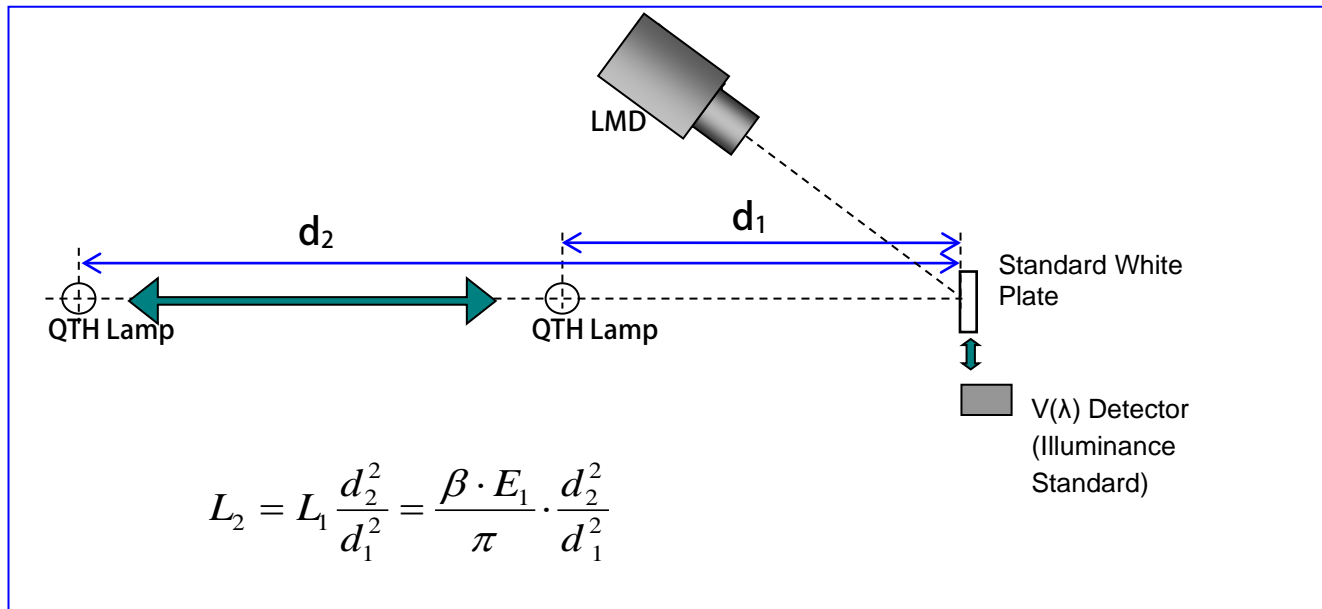 LMD
d₂
d₁
Standard White
Plate
QTH Lamp
QTH Lamp
V(λ) Detector
(Illuminance
Standard)
L₂ = L₁ d₂²/d₁² = β · E₁/π · d₂²/d₁²